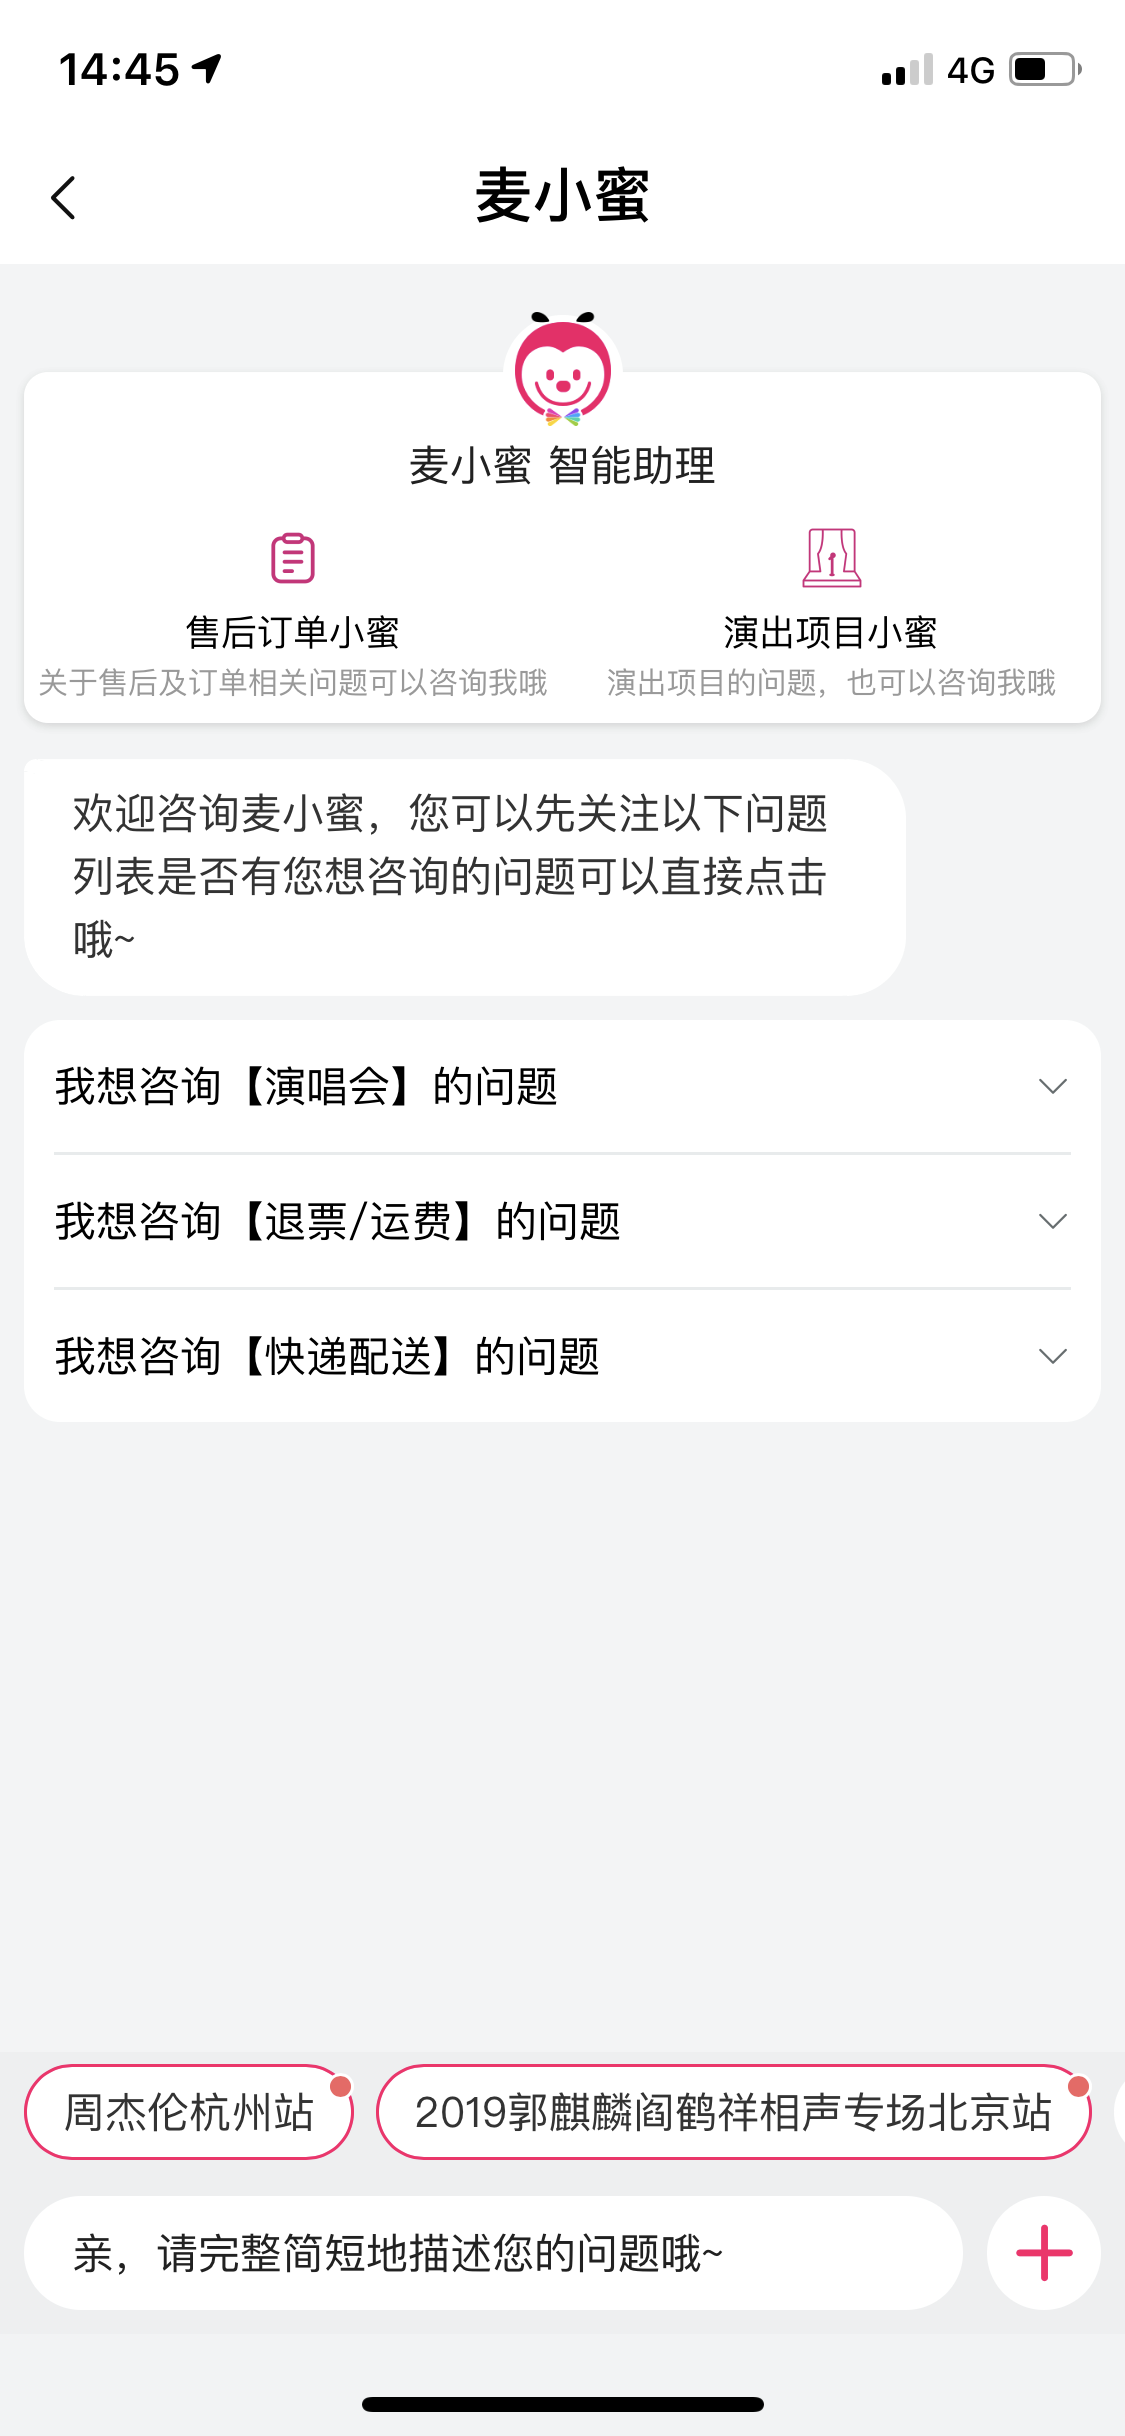 14:45
4G
麦小蜜
麦小蜜 智能助理
售后订单小蜜
演出项目小蜜
关于售后及订单相关问题可以咨询我哦
演出项目的问题，也可以咨询我哦
欢迎咨询麦小蜜，您可以先关注以下问题
列表是否有您想咨询的问题可以直接点击
哦~
我想咨询【演唱会】的问题
我想咨询【退票/运费】的问题
我想咨询【快递配送】的问题
周杰伦杭州站
2019郭麒麟阎鹤祥相声专场北京站
亲，请完整简短地描述您的问题哦~